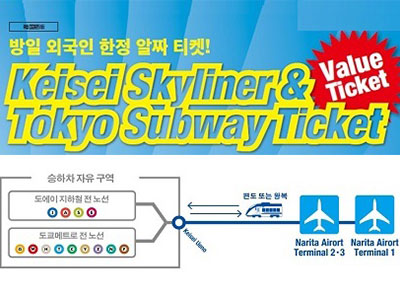 방일 외국인 한정 알짜 티켓!
Keisei Skyliner &
Tokyo Subway Ticket
Value
Ticket
승하차 자유 구역
도에이 지하철 전 노선
I A S E
도쿄메트로 전 노선
Keisei Ueno
편도 또는 왕복
Narita Airort
Terminal 2·3
Narita Airort
Terminal 1